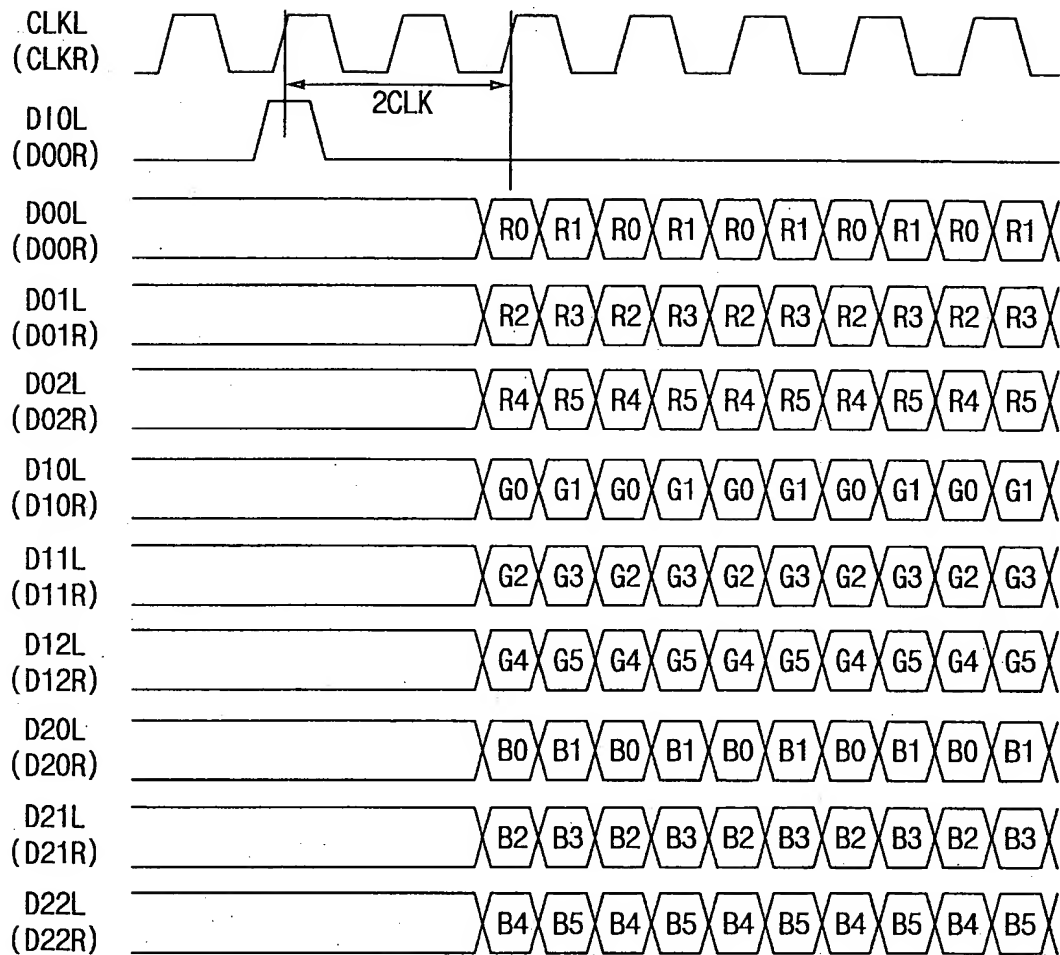 CLKL
(CLKR)
2CLK
DIOL
(DOOR)
D00L
(D00R)
R0 R1 R0 R1 R0 R1 R0 R1 R0 R1
D01L
(D01R)
R2 R3 R2 R3 R2 R3 R2 R3 R2 R3
D02L
(D02R)
R4 R5 R4 R5 R4 R5 R4 R5 R4 R5
D10L
(D10R)
G0 G1 G0 G1 G0 G1 G0 G1 G0 G1
D11L
(D11R)
G2 G3 G2 G3 G2 G3 G2 G3 G2 G3
D12L
(D12R)
G4 G5 G4 G5 G4 G5 G4 G5 G4 G5
D20L
(D20R)
B0 B1 B0 B1 B0 B1 B0 B1 B0 B1
D21L
(D21R)
B2 B3 B2 B3 B2 B3 B2 B3 B2 B3
D22L
(D22R)
B4 B5 B4 B5 B4 B5 B4 B5 B4 B5